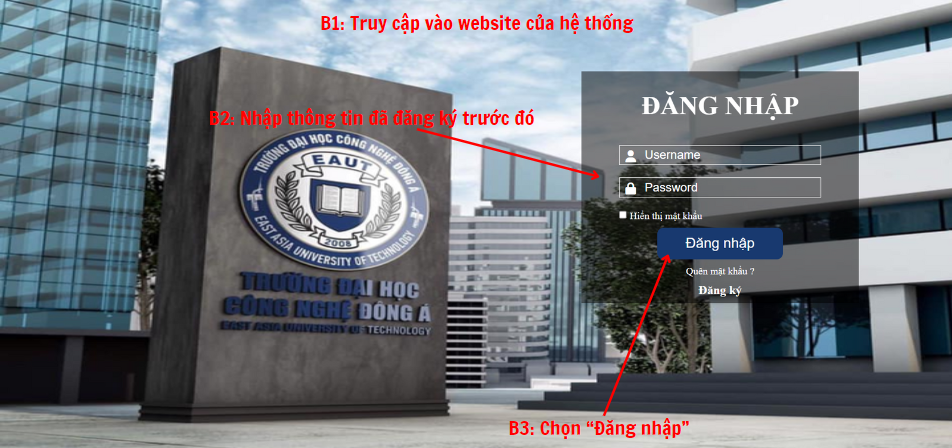 B1: Truy cập vào website của hệ thống
ĐĂNG NHẬP
B2: Nhập thông tin đã đăng ký trước đó
TRƯỜNG ĐẠI HỌC CÔNG NGHỆ ĐÔNG Á
EAUT
2008
EAST ASIA UNIVERSITY OF TECHNOLOGY
TRƯỜNG ĐẠI HỌC
CÔNG NGHỆ ĐÔNG Á
EAST ASIA UNIVERSITY OF TECHNOLOGY
Username
Password
Hiển thị mật khẩu
Đăng nhập
Quên mật khẩu ?
Đăng ký
B3: Chọn “Đăng nhập”